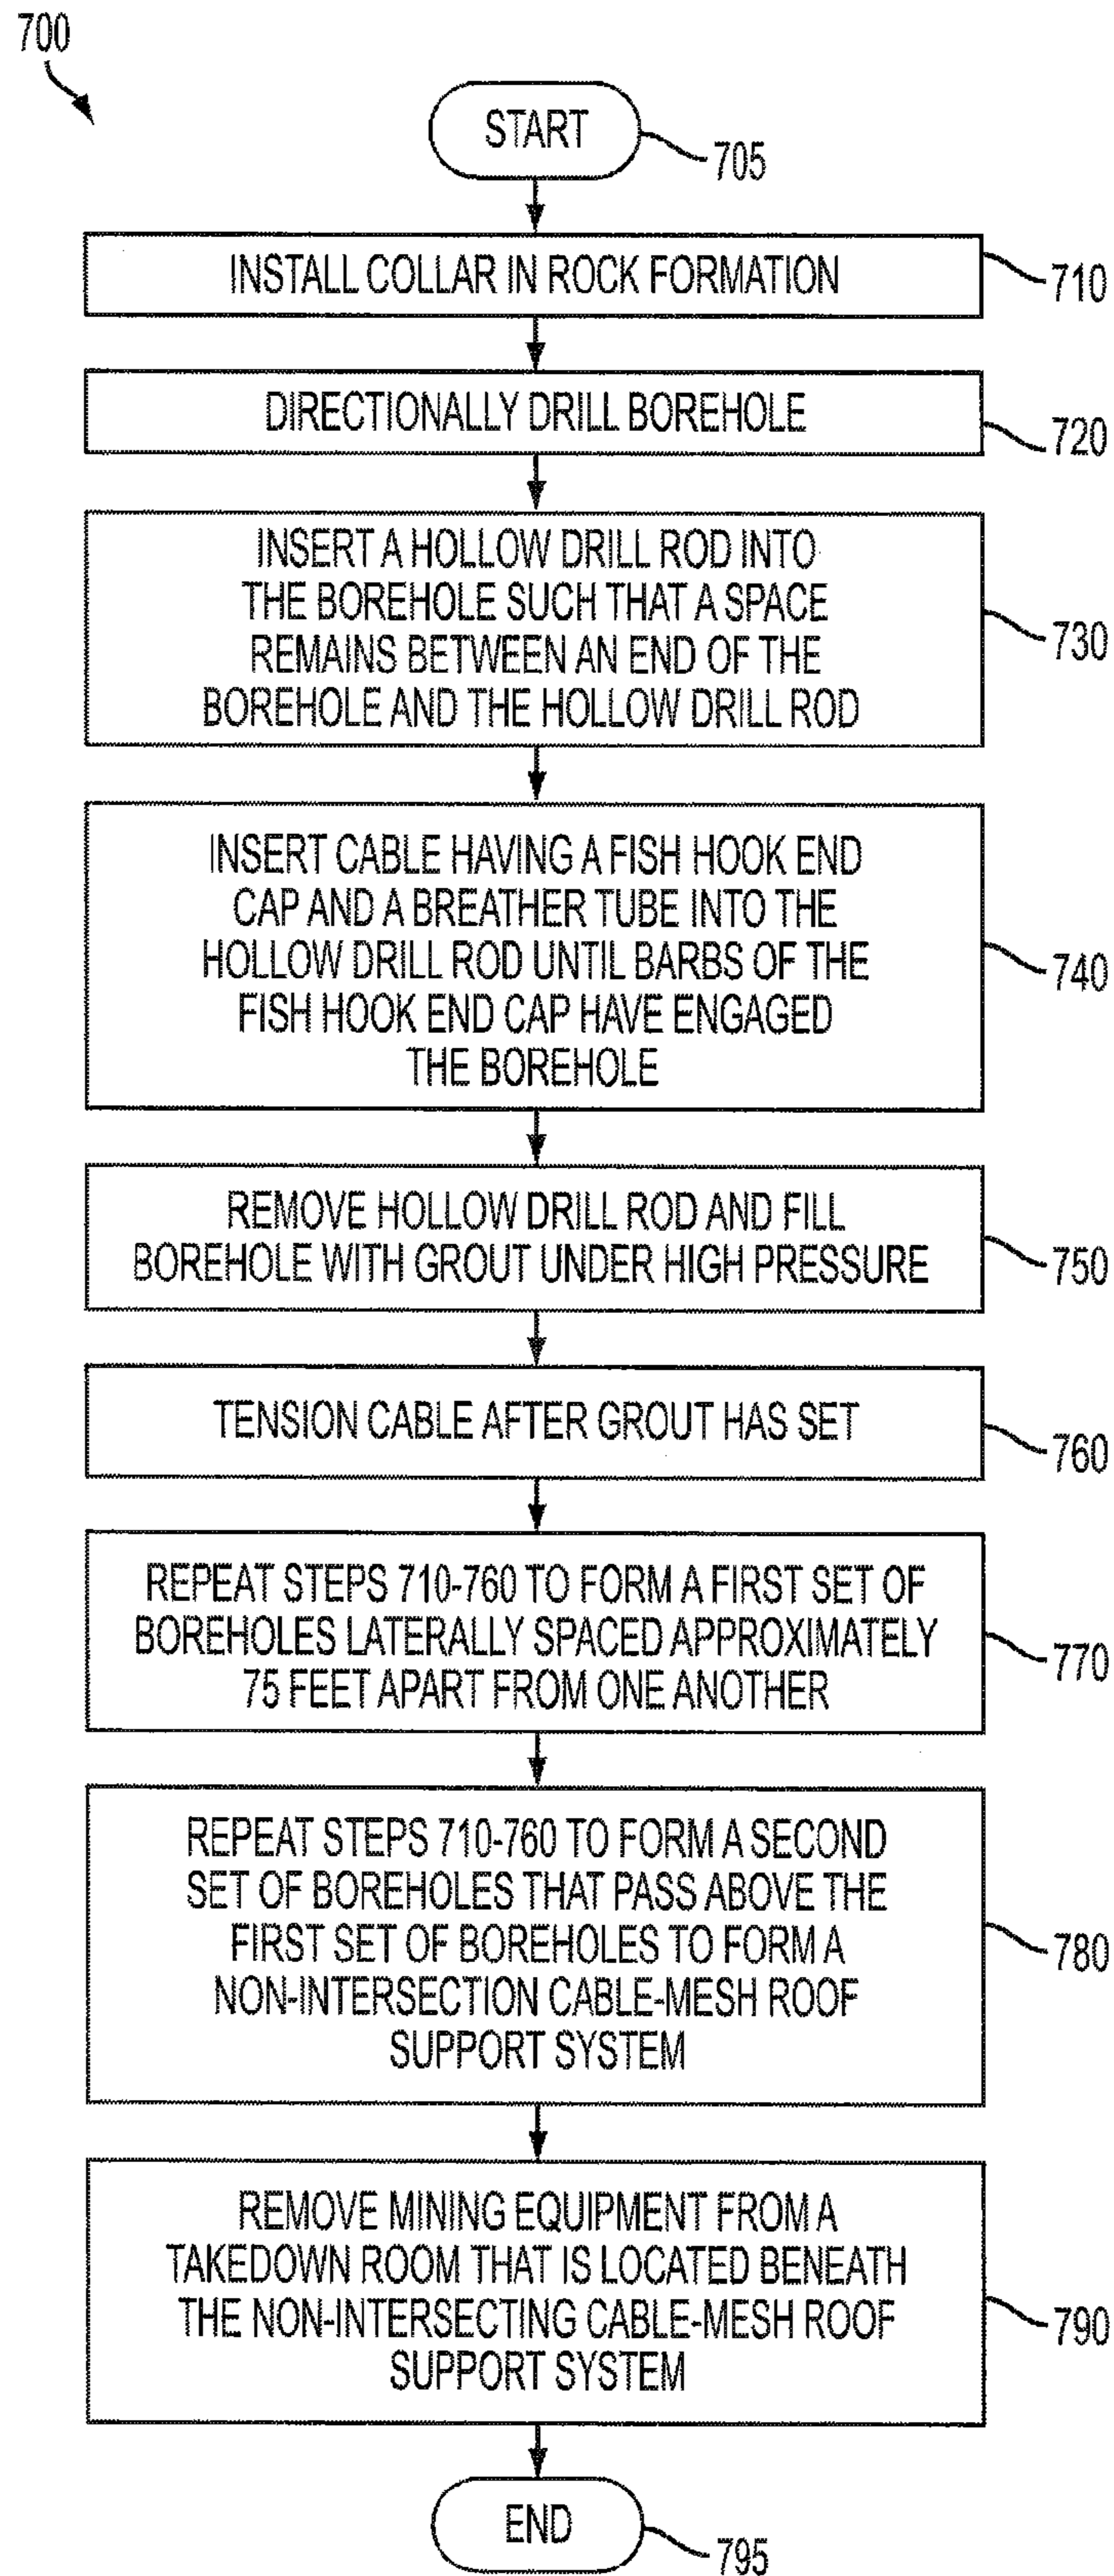 700
START
705
INSTALL COLLAR IN ROCK FORMATION
710
DIRECTIONALLY DRILL BOREHOLE
720
INSERT A HOLLOW DRILL ROD INTO
THE BOREHOLE SUCH THAT A SPACE
REMAINS BETWEEN AN END OF THE
BOREHOLE AND THE HOLLOW DRILL ROD
730
INSERT CABLE HAVING A FISH HOOK END
CAP AND A BREATHER TUBE INTO THE
HOLLOW DRILL ROD UNTIL BARBS OF THE
FISH HOOK END CAP HAVE ENGAGED
THE BOREHOLE
740
REMOVE HOLLOW DRILL ROD AND FILL
BOREHOLE WITH GROUT UNDER HIGH PRESSURE
750
TENSION CABLE AFTER GROUT HAS SET
760
REPEAT STEPS 710-760 TO FORM A FIRST SET OF
BOREHOLES LATERALLY SPACED APPROXIMATELY
75 FEET APART FROM ONE ANOTHER
770
REPEAT STEPS 710-760 TO FORM A SECOND
SET OF BOREHOLES THAT PASS ABOVE THE
FIRST SET OF BOREHOLES TO FORM A
NON-INTERSECTION CABLE-MESH ROOF
SUPPORT SYSTEM
780
REMOVE MINING EQUIPMENT FROM A
TAKEDOWN ROOM THAT IS LOCATED BENEATH
THE NON-INTERSECTING CABLE-MESH ROOF
SUPPORT SYSTEM
790
END
795